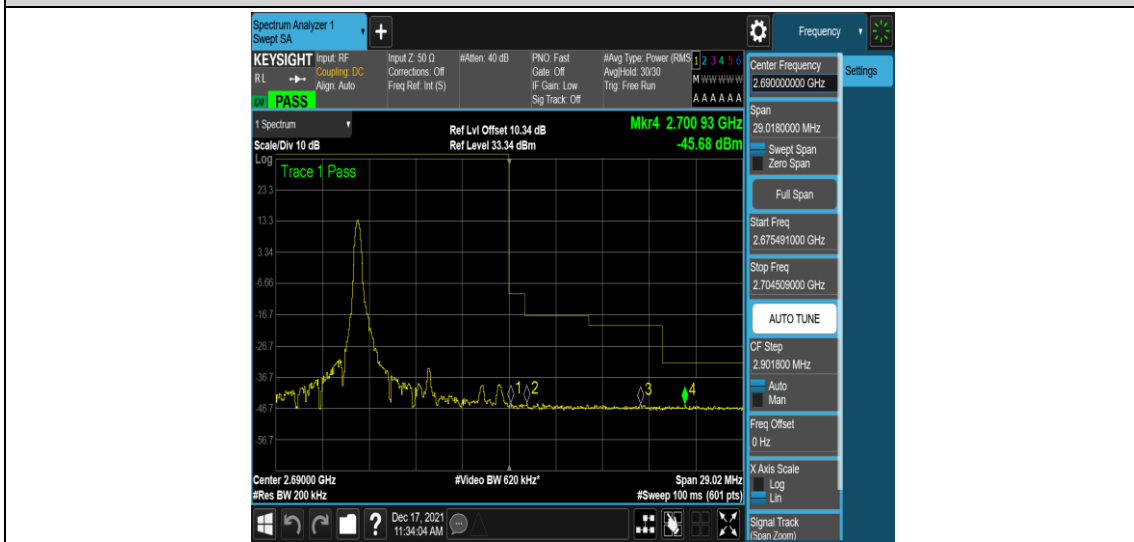 Spectrum Analyzer 1
Swept SA
+
Frequency
KEYSIGHT
RL
Input: RF
Coupling: DC
Align: Auto
Input Z: 50 Ω
Corrections: Off
Freq Ref: Int (S)
#Atten: 40 dB
PNO: Fast
Gate: Off
IF Gain: Low
Sig Track: Off
#Avg Type: Power (RMS
Avg|Hold: 30/30
Trig: Free Run
1 2 3 4 5 6
M W W W W W
A A A A A A
LXI
PASS
1 Spectrum
Scale/Div 10 dB
Ref Lvl Offset 10.34 dB
Ref Level 33.34 dBm
Mkr4 2.700 93 GHz
-45.68 dBm
Log
Trace 1 Pass
23.3
13.3
3.34
-6.66
-16.7
-26.7
-36.7
-46.7
-56.7
1
2
3
4
Center 2.69000 GHz
#Res BW 200 kHz
#Video BW 620 kHz*
Span 29.02 MHz
#Sweep 100 ms (601 pts)
?
Dec 17, 2021
11:34:04 AM
Center Frequency
2.690000000 GHz
Settings
Span
29.0180000 MHz
Swept Span
Zero Span
Full Span
Start Freq
2.675491000 GHz
Stop Freq
2.704509000 GHz
AUTO TUNE
CF Step
2.901800 MHz
Auto
Man
Freq Offset
0 Hz
X Axis Scale
Log
Lin
Signal Track
(Span Zoom)